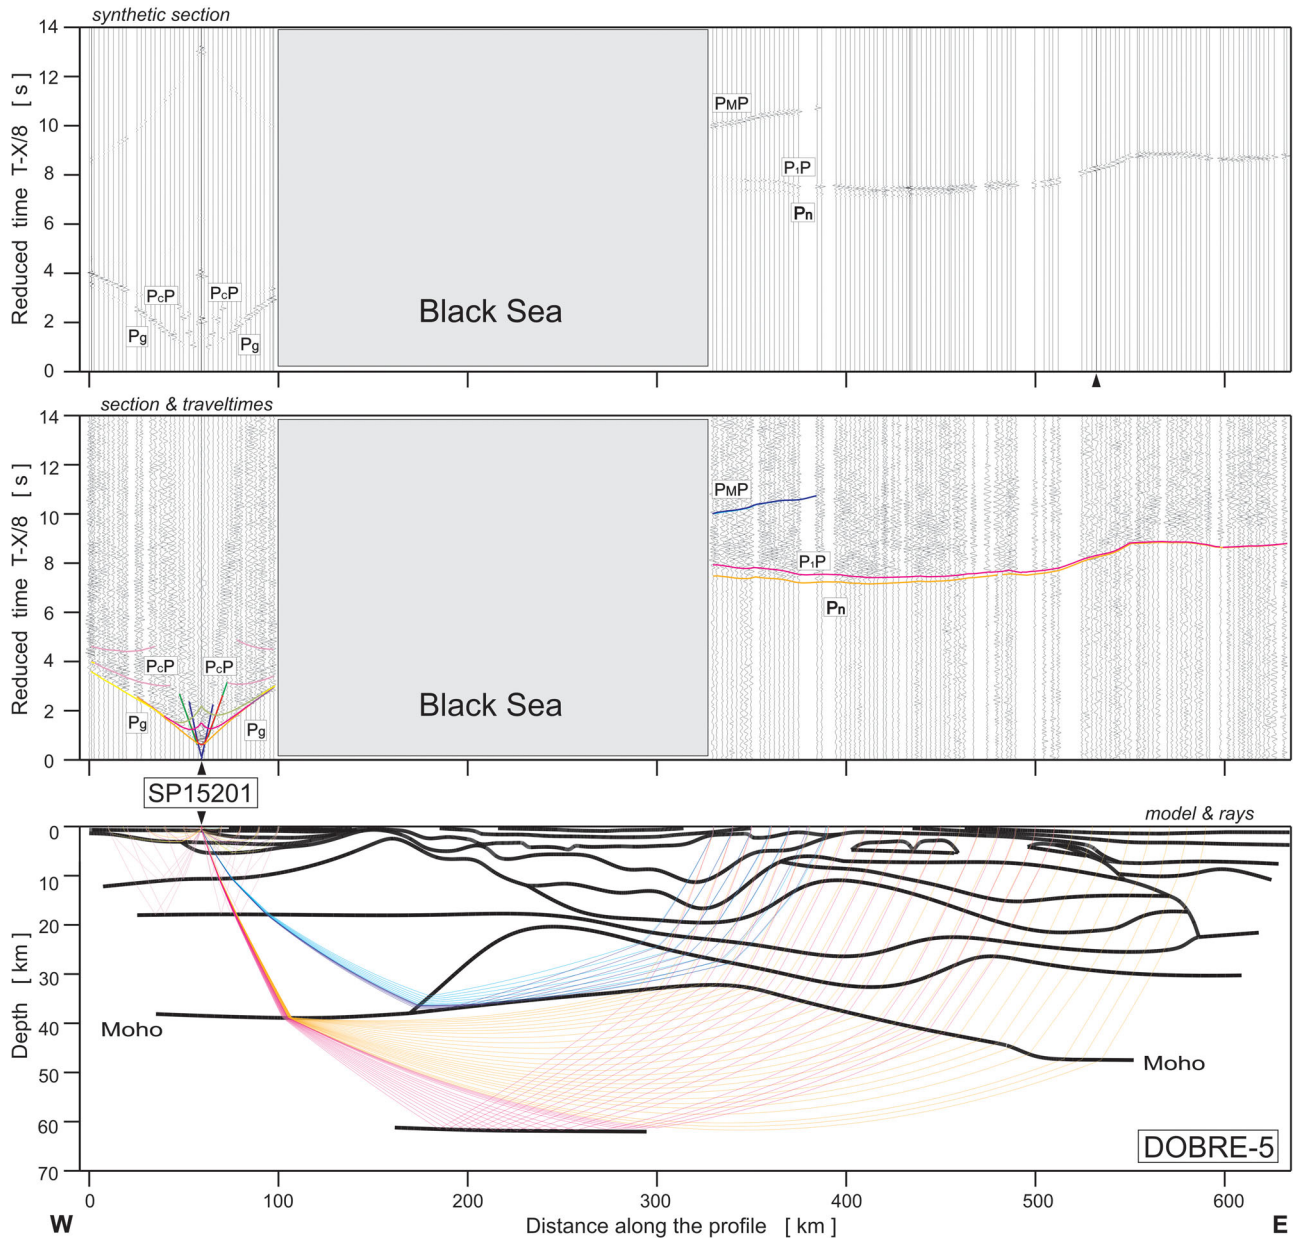 synthetic section
14
12
10
8
6
4
2
0
Reduced time T-X/8 [ s ]
PcP
PcP
Pg
Pg
Black Sea
PMP
P1P
Pn
section & traveltimes
14
12
10
8
6
4
2
0
Reduced time T-X/8 [ s ]
PcP
PcP
Pg
Pg
Black Sea
PMP
P1P
Pn
SP15201
model & rays
0
10
20
30
40
50
60
70
Depth [ km ]
Moho
Moho
DOBRE-5
0 100 200 300 400 500 600
W Distance along the profile [ km ] E